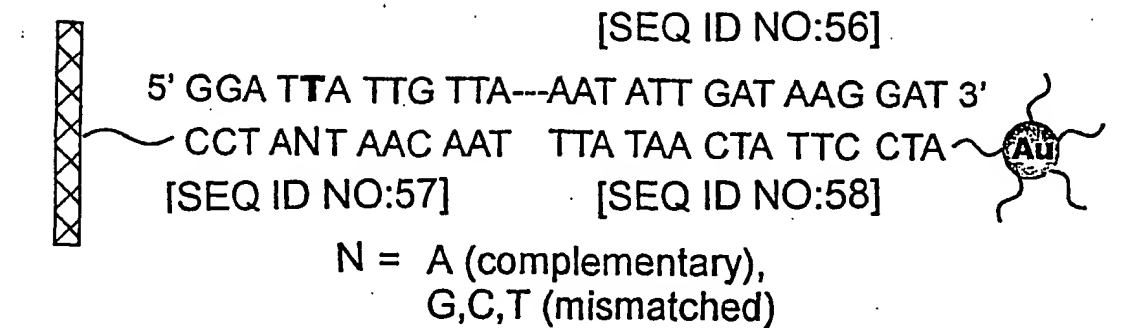 [SEQ ID NO:56]
5' GGA TTA TTG TTA---AAT ATT GAT AAG GAT 3'
CCT ANT AAC AAT TTA TAA CTA TTC CTA
Au
[SEQ ID NO:57] [SEQ ID NO:58]
N = A (complementary),
G,C,T (mismatched)